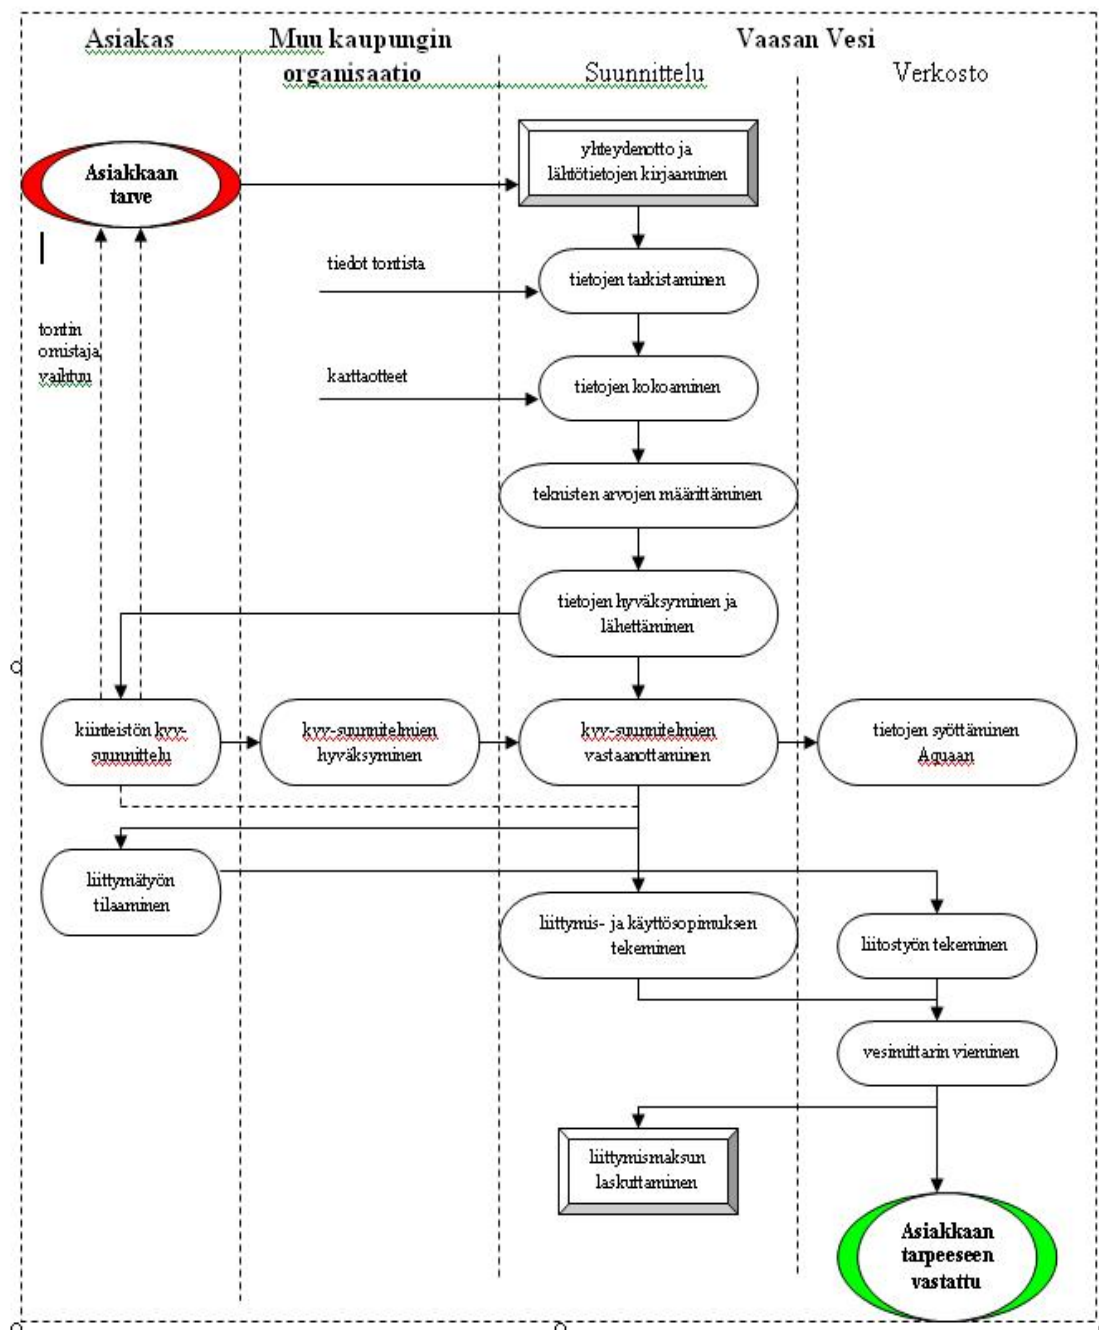 Asiakas
Muu kaupungin
organisaatio
Vaasan Vesi
Suunnittelu
Verkosto
Asiakkaan
tarve
yhteydenotto ja
lähtötietojen kirjaaminen
tiedot tontista
tietojen tarkistaminen
tontin
omistaja
vaihtuu
karttaotteet
tietojen kokoaminen
teknisten arvojen määrittäminen
tietojen hyväksyminen ja
lähettäminen
kiinteistön kvv-
suunnittelu
kvv-suunnitelmien
hyväksyminen
kvv-suunnitelmien
vastaanottaminen
tietojen syöttäminen
Aquaan
liittymätyön
tilaaminen
liittymis- ja käyttösopimuksen
tekeminen
liitostyön tekeminen
vesimittarin vieminen
liittymismaksun
laskuttaminen
Asiakkaan
tarpeeseen
vastattu